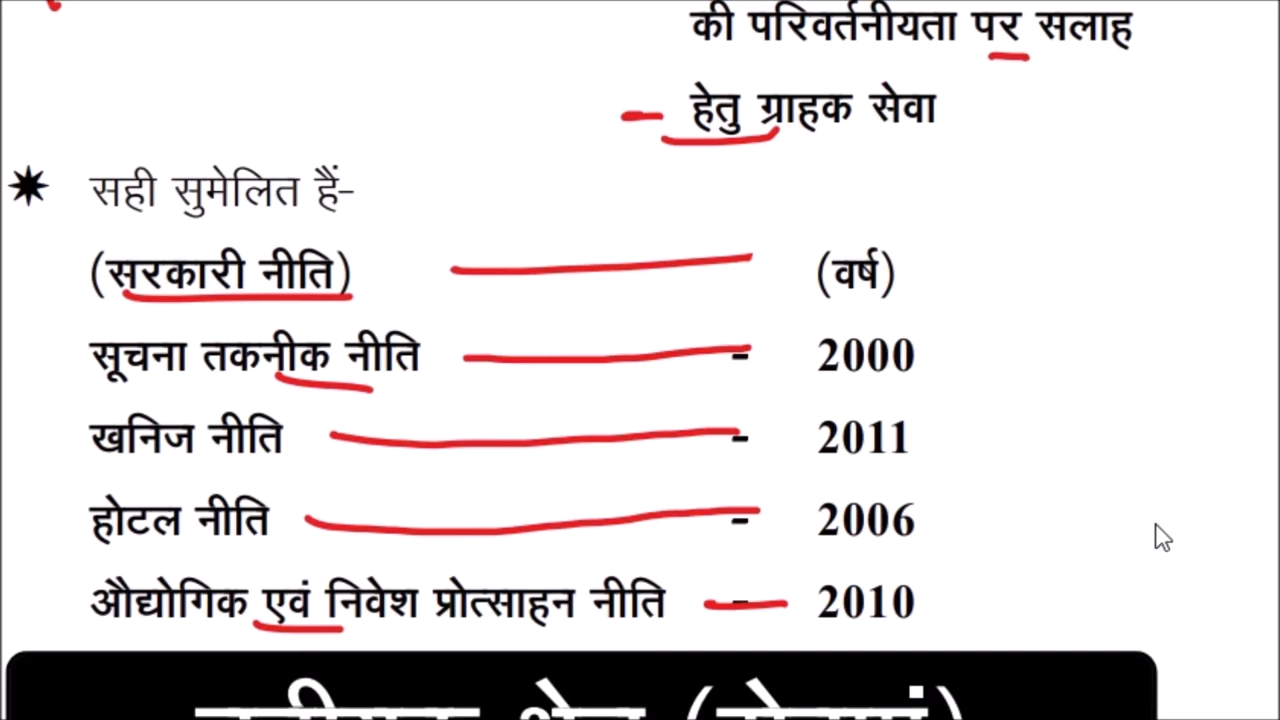 की परिवर्तनीयता पर सलाह
हेतु ग्राहक सेवा
✷ सही सुमेलित हैं-
(सरकारी नीति) (वर्ष)
सूचना तकनीक नीति - 2000
खनिज नीति - 2011
होटल नीति - 2006
औद्योगिक एवं निवेश प्रोत्साहन नीति - 2010